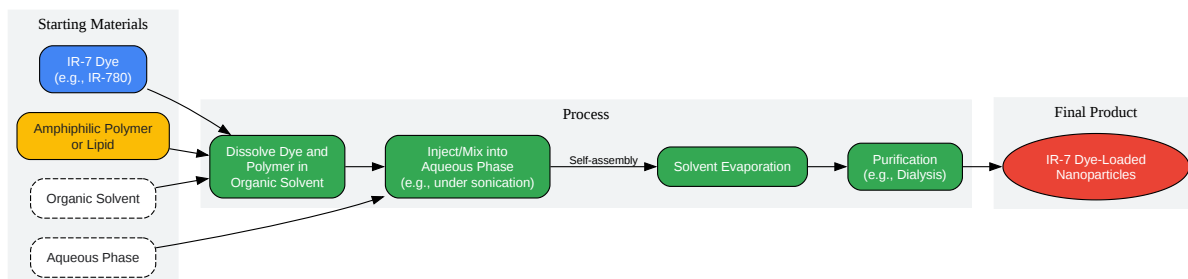 Starting Materials
IR-7 Dye
(e.g., IR-780)
Amphiphilic Polymer
or Lipid
Organic Solvent
Aqueous Phase
Process
Dissolve Dye and
Polymer in
Organic Solvent
Inject/Mix into
Aqueous Phase
(e.g., under sonication)
Self-assembly
Solvent Evaporation
Purification
(e.g., Dialysis)
Final Product
IR-7 Dye-Loaded
Nanoparticles